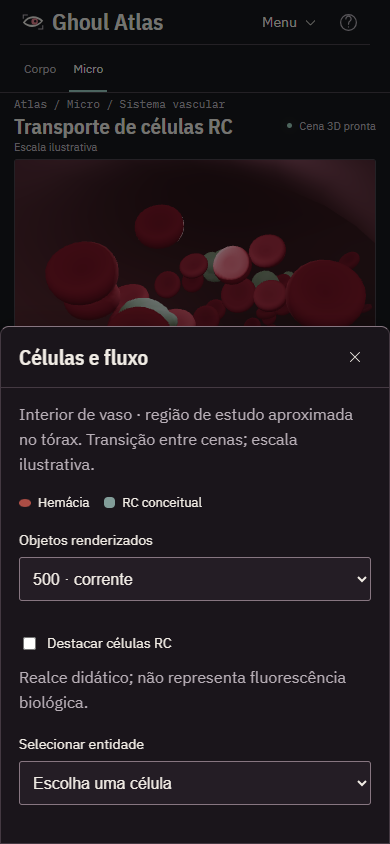 Ghoul Atlas
Menu
Corpo
Micro
Atlas / Micro / Sistema vascular
Transporte de células RC
Cena 3D pronta
Escala ilustrativa
Células e fluxo
Interior de vaso · região de estudo aproximada
no tórax. Transição entre cenas; escala
ilustrativa.
Hemácia
RC conceitual
Objetos renderizados
500 · corrente
Destacar células RC
Realce didático; não representa fluorescência
biológica.
Selecionar entidade
Escolha uma célula